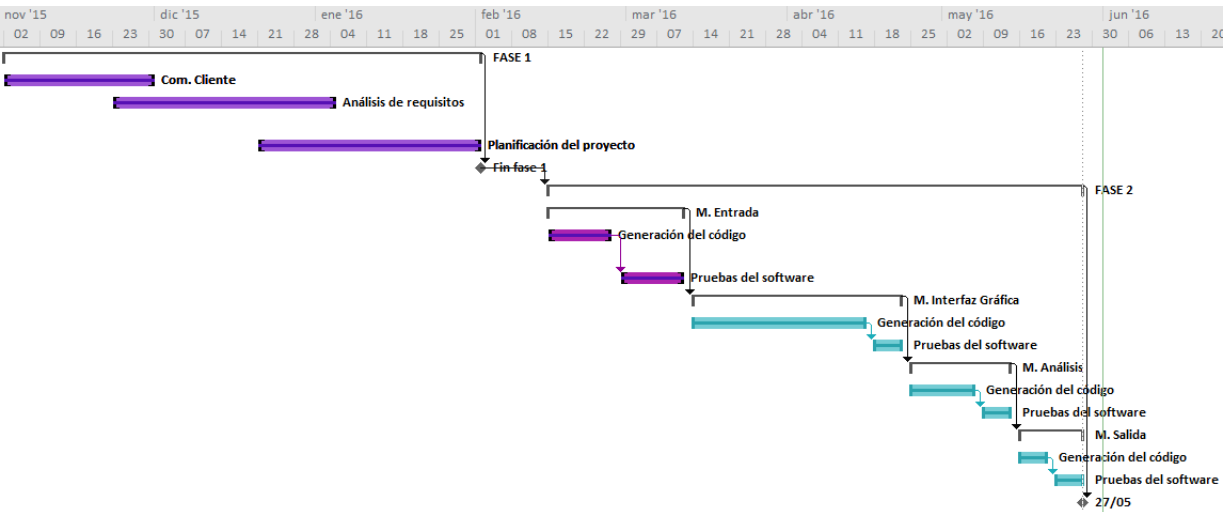 nov '15 dic '15 ene '16 feb '16 mar '16 abr '16 may '16 jun '16
02 09 16 23 30 07 14 21 28 04 11 18 25 01 08 15 22 29 07 14 21 28 04 11 18 25 02 09 16 23 30 06 13 20
FASE 1
Com. Cliente
Análisis de requisitos
Planificación del proyecto
Fin fase 1
FASE 2
M. Entrada
Generación del código
Pruebas del software
M. Interfaz Gráfica
Generación del código
Pruebas del software
M. Análisis
Generación del código
Pruebas del software
M. Salida
Generación del código
Pruebas del software
27/05